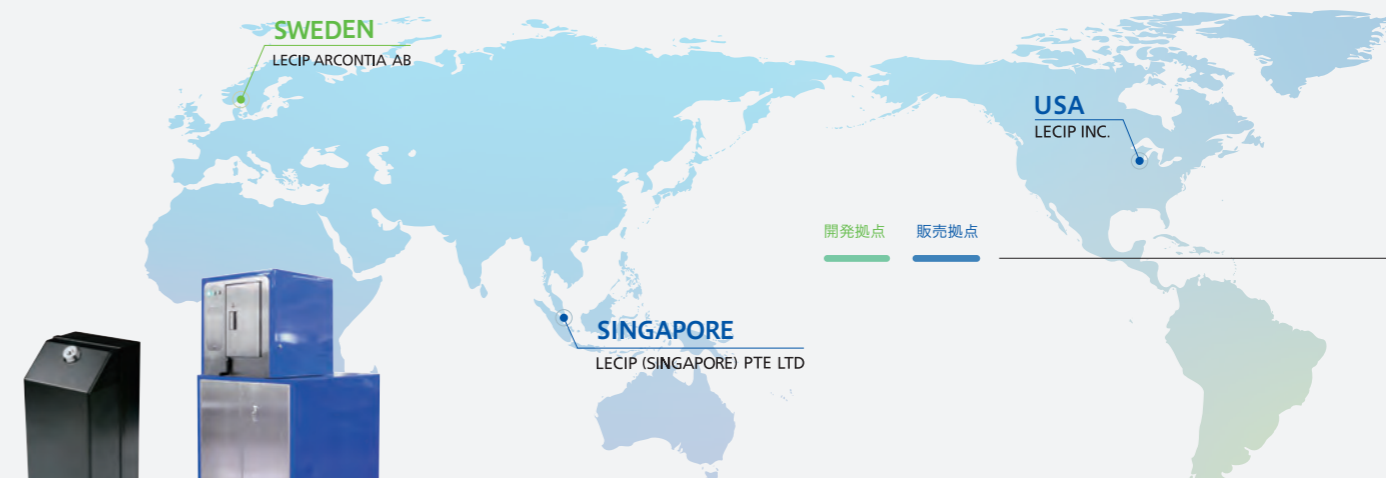 SWEDEN
LECIP ARCONTIA AB
USA
LECIP INC.
開発拠点 販売拠点
SINGAPORE
LECIP (SINGAPORE) PTE LTD